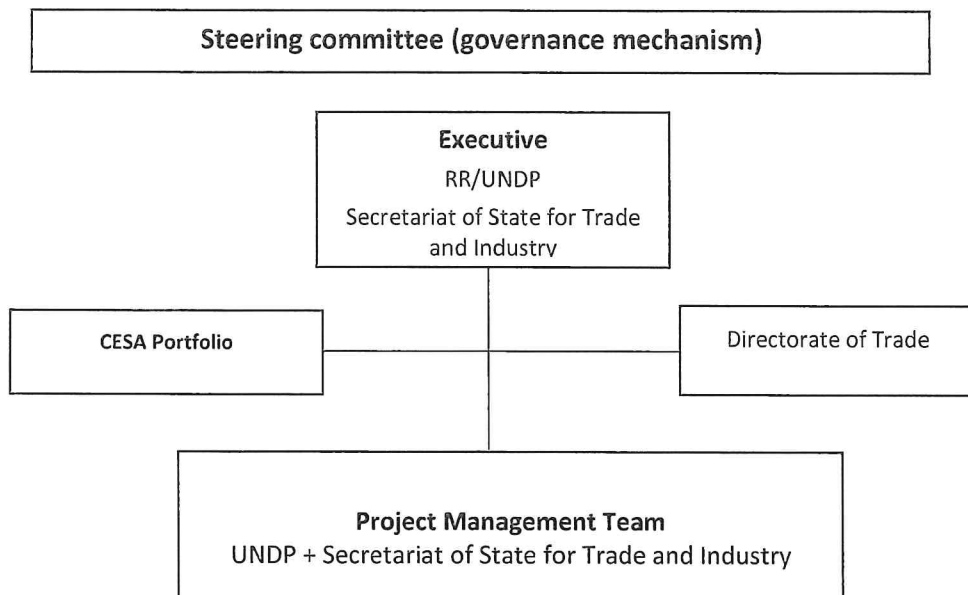 Steering committee (governance mechanism)
Executive
RR/UNDP
Secretariat of State for Trade
and Industry
CESA Portfolio
Directorate of Trade
Project Management Team
UNDP + Secretariat of State for Trade and Industry